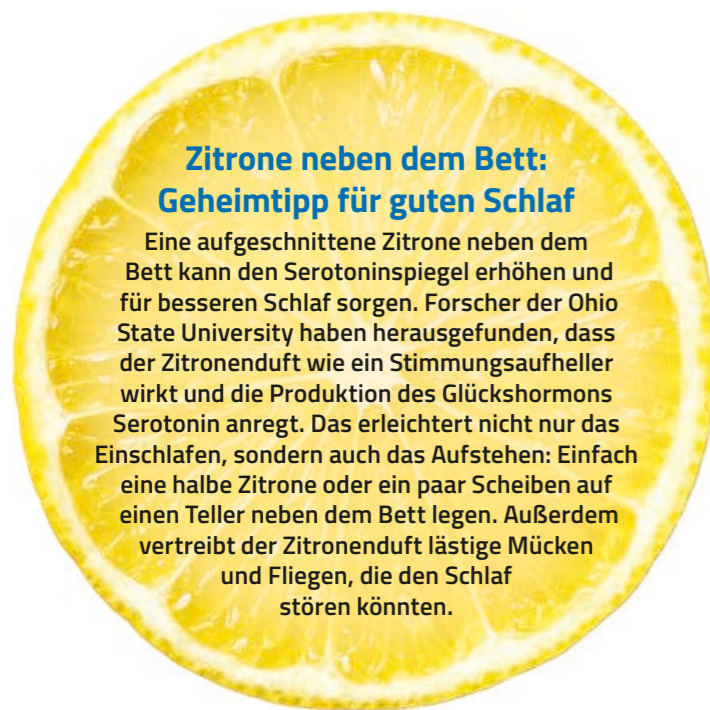 Zitrone neben dem Bett:
Geheimtipp für guten Schlaf
Eine aufgeschnittene Zitrone neben dem
Bett kann den Serotoninspiegel erhöhen und
für besseren Schlaf sorgen. Forscher der Ohio
State University haben herausgefunden, dass
der Zitronenduft wie ein Stimmungsaufheller
wirkt und die Produktion des Glückshormons
Serotonin anregt. Das erleichtert nicht nur das
Einschlafen, sondern auch das Aufstehen: Einfach
eine halbe Zitrone oder ein paar Scheiben auf
einen Teller neben dem Bett legen. Außerdem
vertreibt der Zitronenduft lästige Mücken
und Fliegen, die den Schlaf
stören könnten.